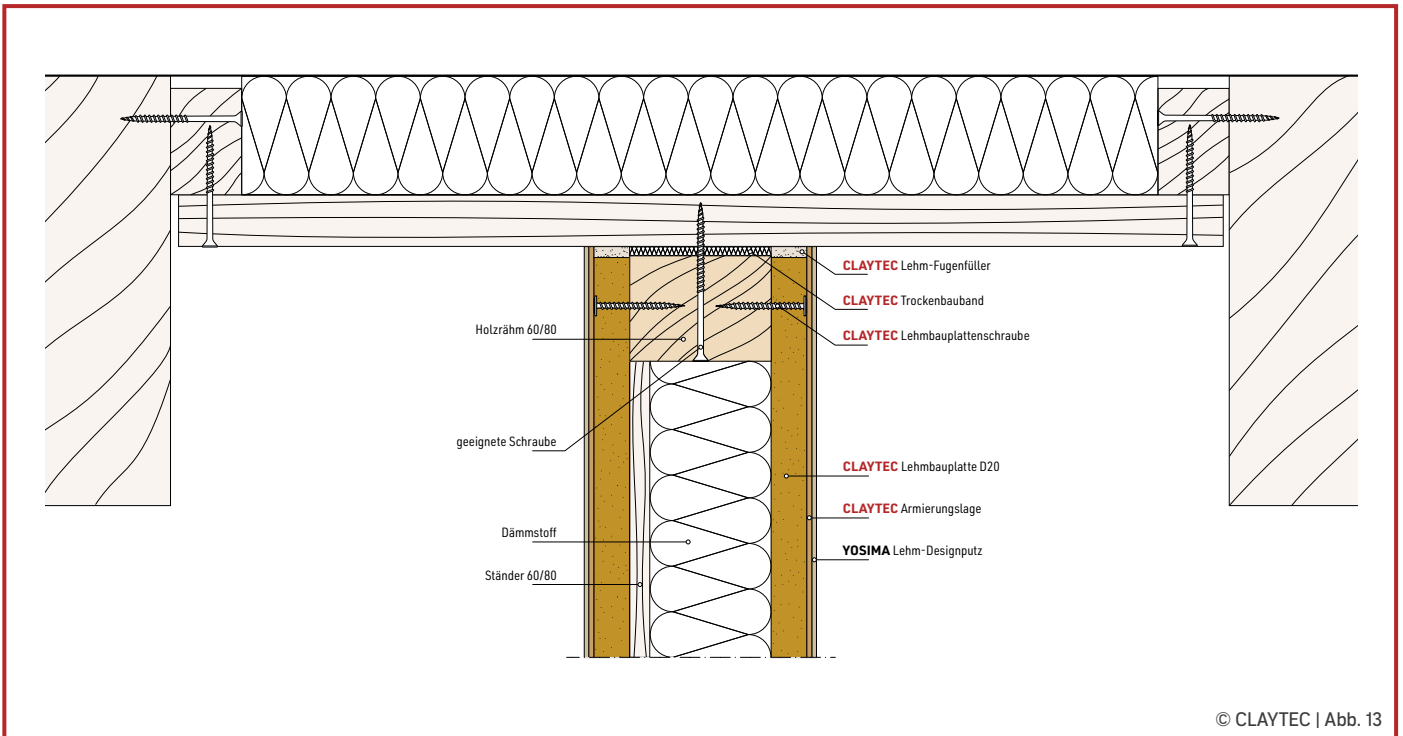 CLAYTEC Lehm-Fugenfüller
CLAYTEC Trockenbauband
Holzrähm 60/80
CLAYTEC Lehmbauplattenschraube
geeignete Schraube
CLAYTEC Lehmbauplatte D20
CLAYTEC Armierungslage
Dämmstoff
YOSIMA Lehm-Designputz
Ständer 60/80
© CLAYTEC | Abb. 13